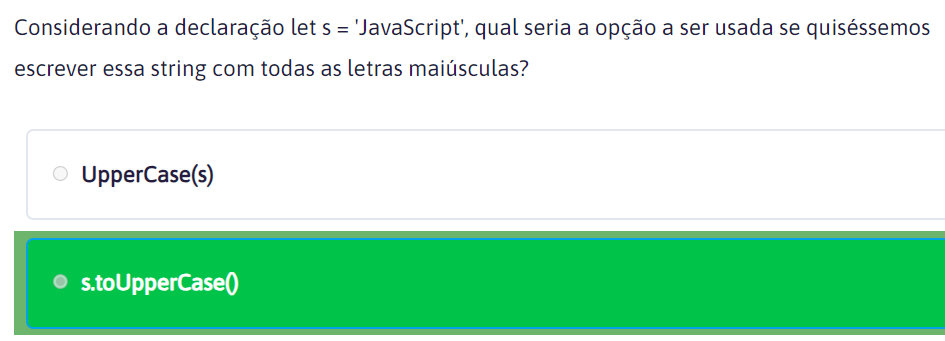 Considerando a declaração let s = 'JavaScript', qual seria a opção a ser usada se quiséssemos
escrever essa string com todas as letras maiúsculas?
UpperCase(s)
s.toUpperCase()